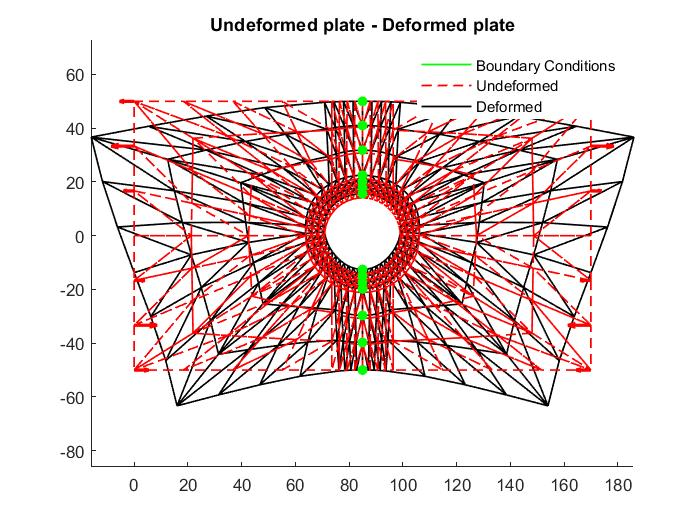 Undeformed plate - Deformed plate
Boundary Conditions
Undeformed
Deformed
60
40
20
0
-20
-40
-60
-80
0 20 40 60 80 100 120 140 160 180